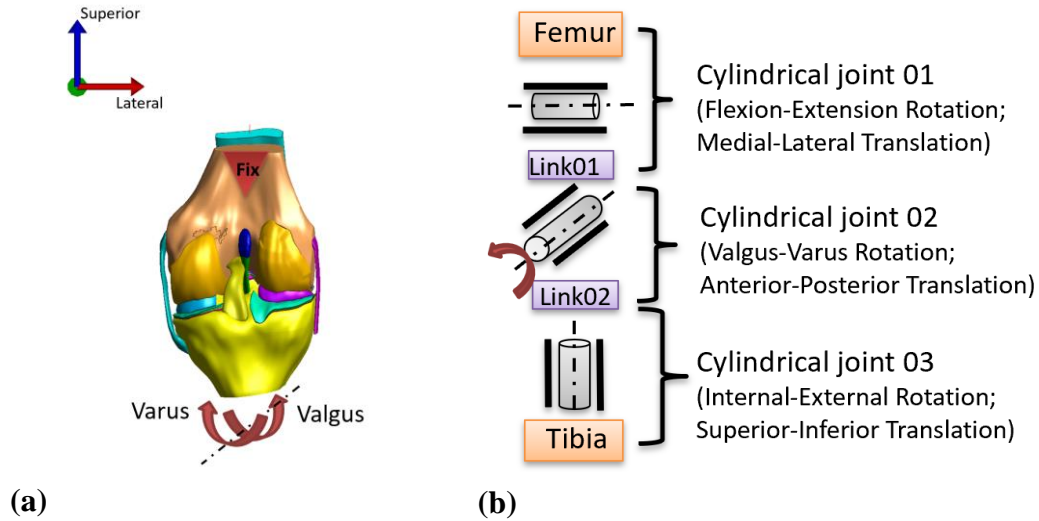 Superior
Lateral
Fix
Varus
Valgus
(a)
Femur
Cylindrical joint 01
(Flexion-Extension Rotation;
Medial-Lateral Translation)
Link01
Cylindrical joint 02
(Valgus-Varus Rotation;
Anterior-Posterior Translation)
Link02
Cylindrical joint 03
(Internal-External Rotation;
Superior-Inferior Translation)
Tibia
(b)